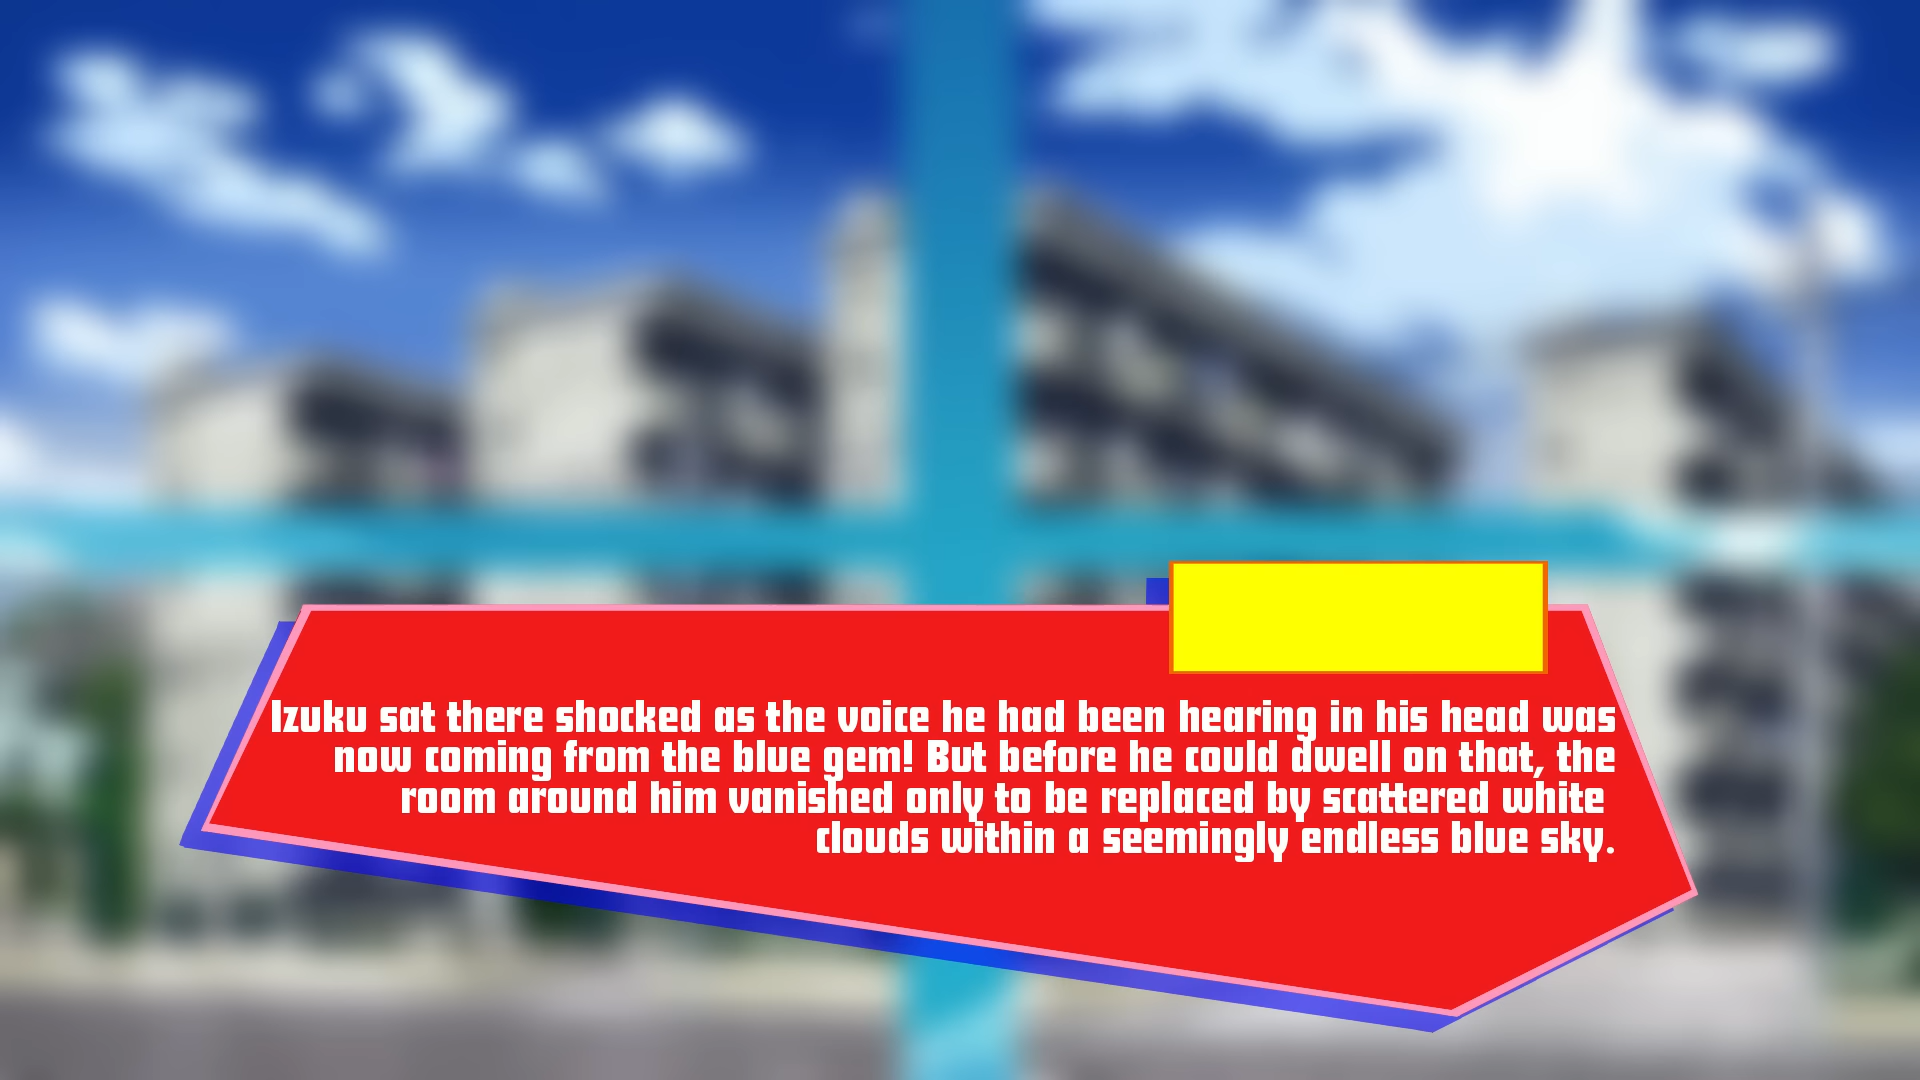 Izuku sat there shocked as the voice he had been hearing in his head was
now coming from the blue gem! But before he could dwell on that, the
room around him vanished only to be replaced by scattered white
clouds within a seemingly endless blue sky.